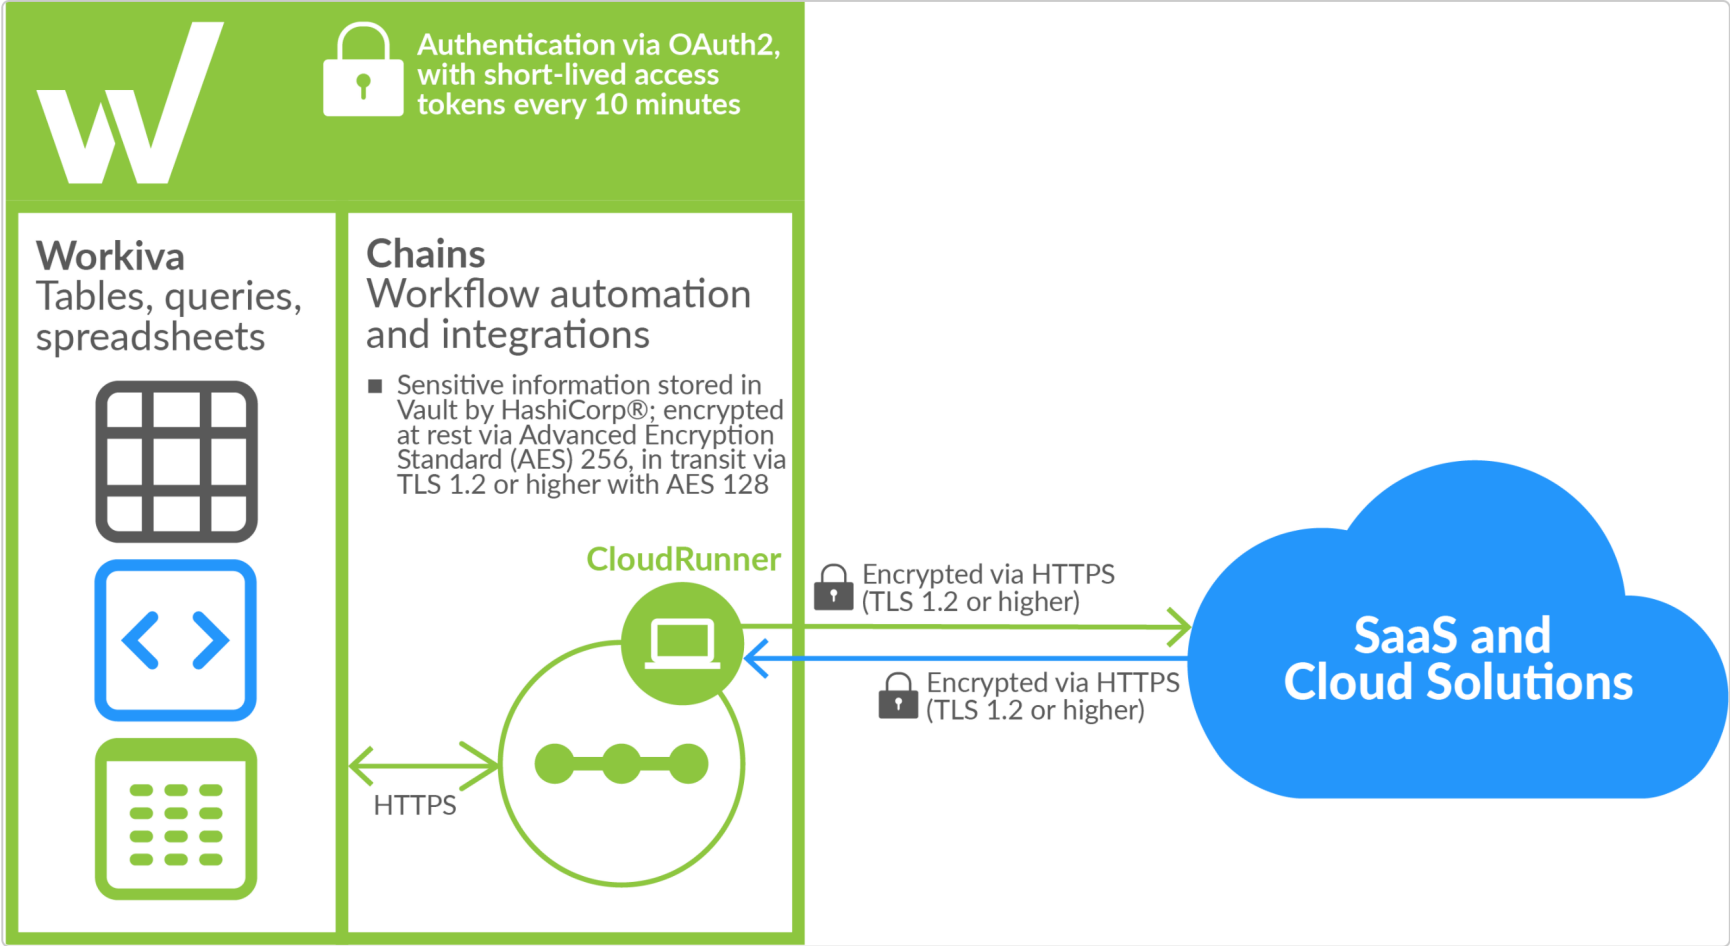 Authentication via OAuth2,
with short-lived access
tokens every 10 minutes
Workiva
Tables, queries,
spreadsheets
Chains
Workflow automation
and integrations
■ Sensitive information stored in
Vault by HashiCorp®; encrypted
at rest via Advanced Encryption
Standard (AES) 256, in transit via
TLS 1.2 or higher with AES 128
CloudRunner
Encrypted via HTTPS
(TLS 1.2 or higher)
SaaS and
Cloud Solutions
Encrypted via HTTPS
(TLS 1.2 or higher)
HTTPS